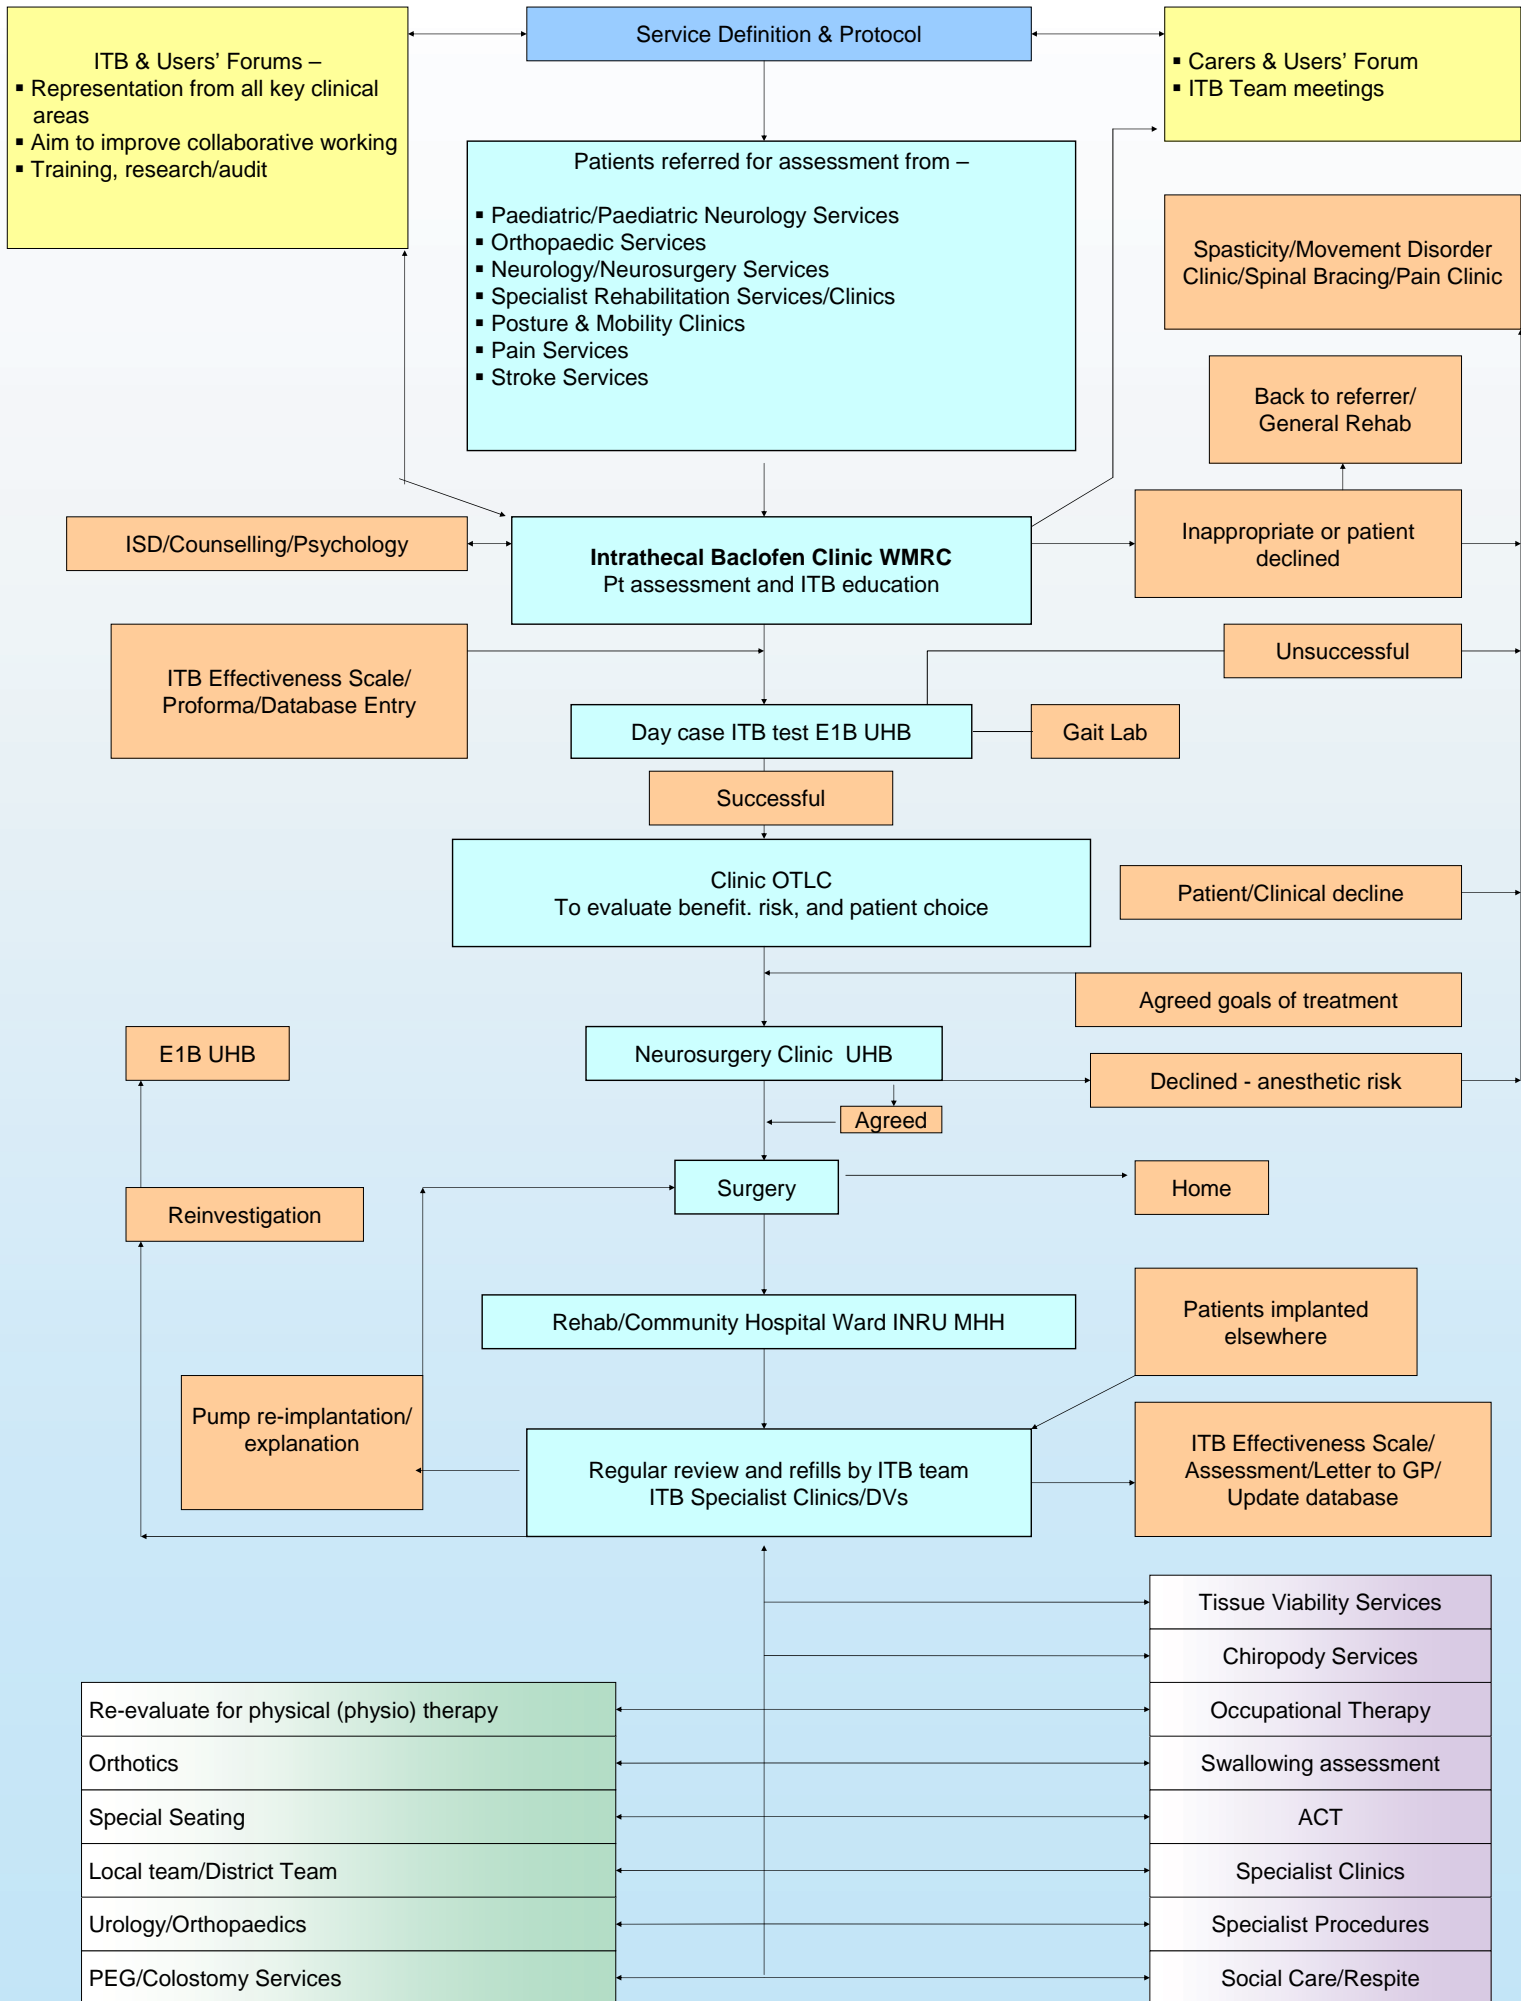 Service Definition & Protocol
ITB & Users' Forums –
▪ Representation from all key clinical
areas
▪ Aim to improve collaborative working
▪ Training, research/audit
▪ Carers & Users' Forum
▪ ITB Team meetings
Patients referred for assessment from –
▪ Paediatric/Paediatric Neurology Services
▪ Orthopaedic Services
▪ Neurology/Neurosurgery Services
▪ Specialist Rehabilitation Services/Clinics
▪ Posture & Mobility Clinics
▪ Pain Services
▪ Stroke Services
Spasticity/Movement Disorder
Clinic/Spinal Bracing/Pain Clinic
Back to referrer/
General Rehab
ISD/Counselling/Psychology
Intrathecal Baclofen Clinic WMRC
Pt assessment and ITB education
Inappropriate or patient
declined
ITB Effectiveness Scale/
Proforma/Database Entry
Unsuccessful
Day case ITB test E1B UHB
Gait Lab
Successful
Clinic OTLC
To evaluate benefit. risk, and patient choice
Patient/Clinical decline
Agreed goals of treatment
E1B UHB
Neurosurgery Clinic UHB
Declined - anesthetic risk
Agreed
Surgery
Home
Reinvestigation
Rehab/Community Hospital Ward INRU MHH
Patients implanted
elsewhere
Pump re-implantation/
explanation
Regular review and refills by ITB team
ITB Specialist Clinics/DVs
ITB Effectiveness Scale/
Assessment/Letter to GP/
Update database
Tissue Viability Services
Chiropody Services
Re-evaluate for physical (physio) therapy
Occupational Therapy
Orthotics
Swallowing assessment
Special Seating
ACT
Local team/District Team
Specialist Clinics
Urology/Orthopaedics
Specialist Procedures
PEG/Colostomy Services
Social Care/Respite